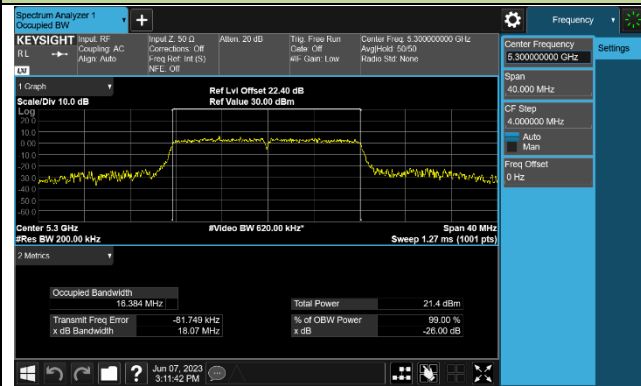 Spectrum Analyzer 1
Occupied BW
Frequency
KEYSIGHT
RL
LXI
Input: RF
Coupling: AC
Align: Auto
Input Z: 50 Ω
Corrections: Off
Freq Ref: Int (S)
NFE: Off
Atten: 20 dB
Trig: Free Run
Gate: Off
#IF Gain: Low
Center Freq: 5.300000000 GHz
Avg|Hold: 50/50
Radio Std: None
Center Frequency
5.300000000 GHz
Settings
Span
40.000 MHz
CF Step
4.000000 MHz
Auto
Man
Freq Offset
0 Hz
1 Graph
Scale/Div 10.0 dB
Ref Lvl Offset 22.40 dB
Ref Value 30.00 dBm
Log
20.0
10.0
0.00
-10.0
-20.0
-30.0
-40.0
-50.0
-60.0
Center 5.3 GHz
#Video BW 620.00 kHz*
Span 40 MHz
#Res BW 200.00 kHz
Sweep 1.27 ms (1001 pts)
2 Metrics
Occupied Bandwidth
16.384 MHz
Total Power 21.4 dBm
Transmit Freq Error -81.749 kHz
% of OBW Power 99.00 %
x dB Bandwidth 18.07 MHz
x dB -26.00 dB
?
Jun 07, 2023
3:11:42 PM